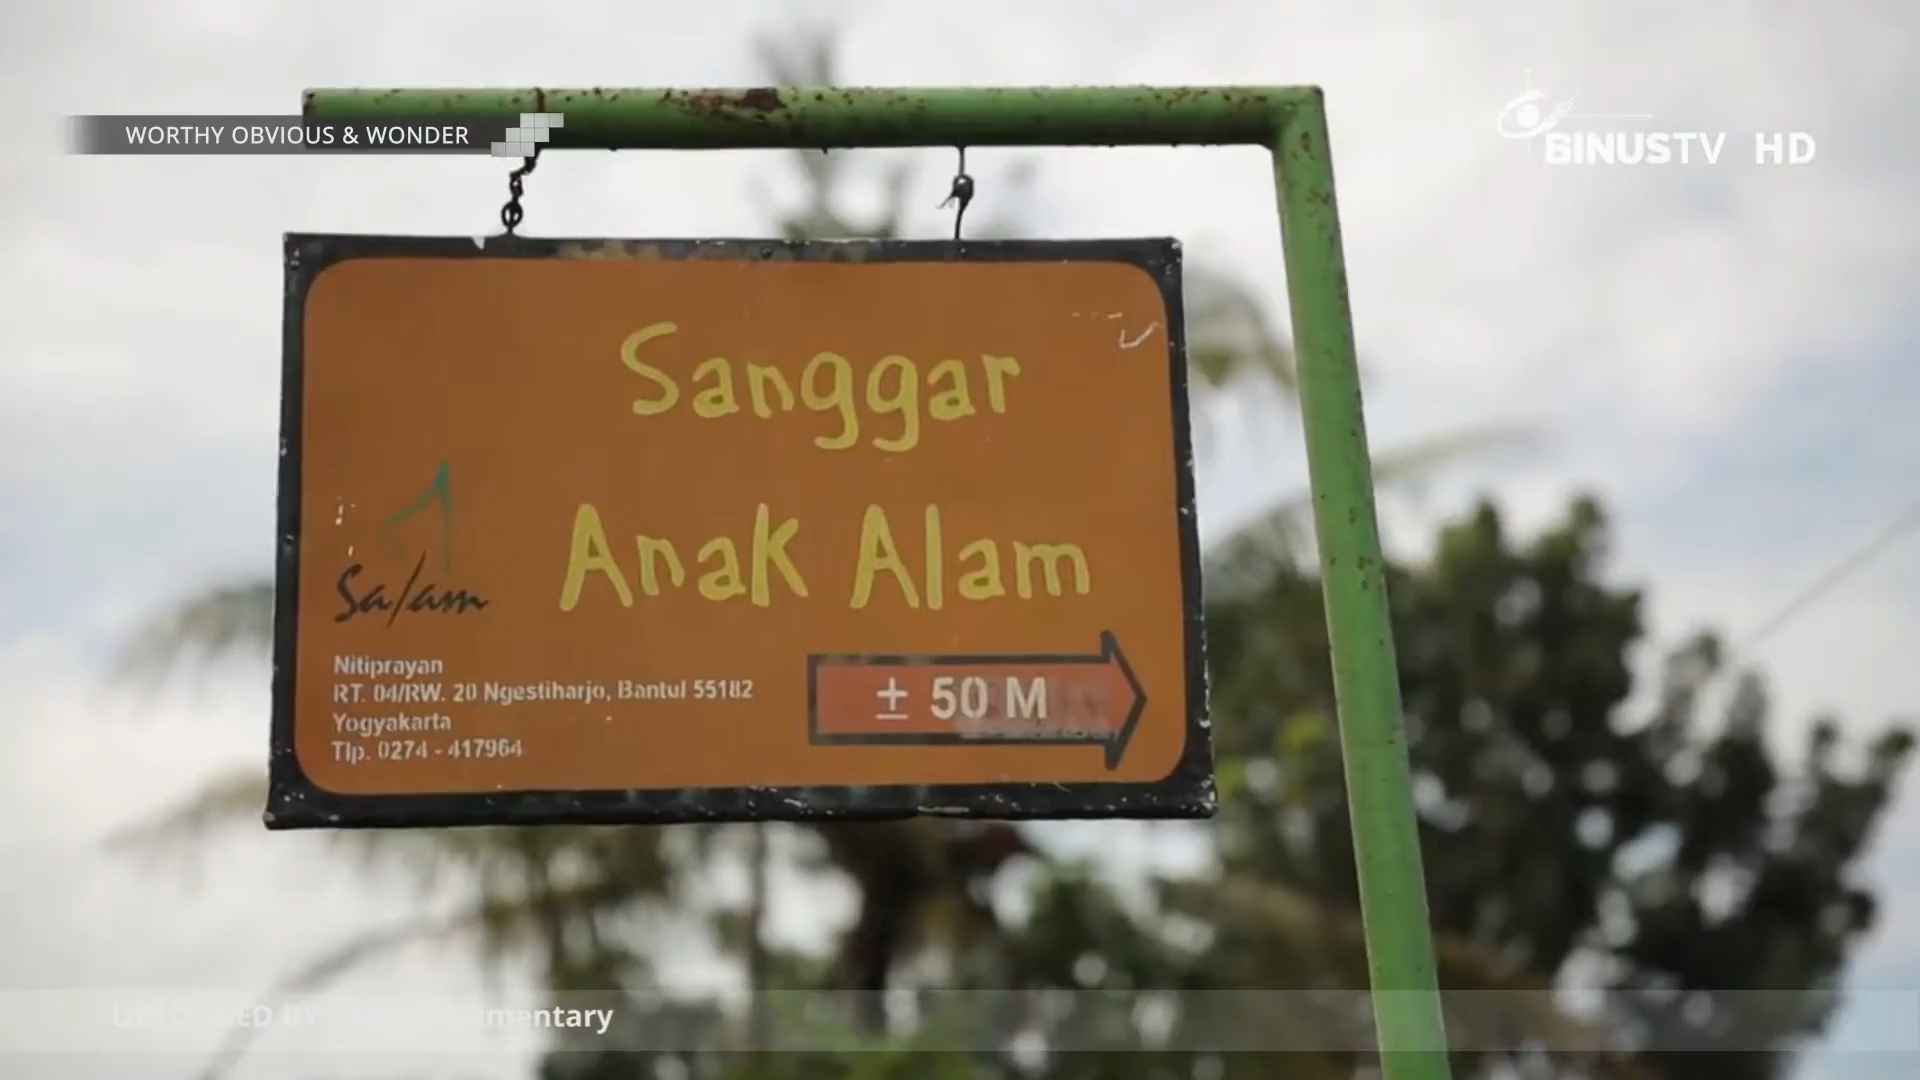 WORTHY OBVIOUS & WONDER
BINUSTV HD
Sanggar
Anak Alam
Salam
Nitiprayan
RT. 04/RW. 20 Ngestiharjo, Bantul 55182
Yogyakarta
Tlp. 0274 - 417964
± 50 M